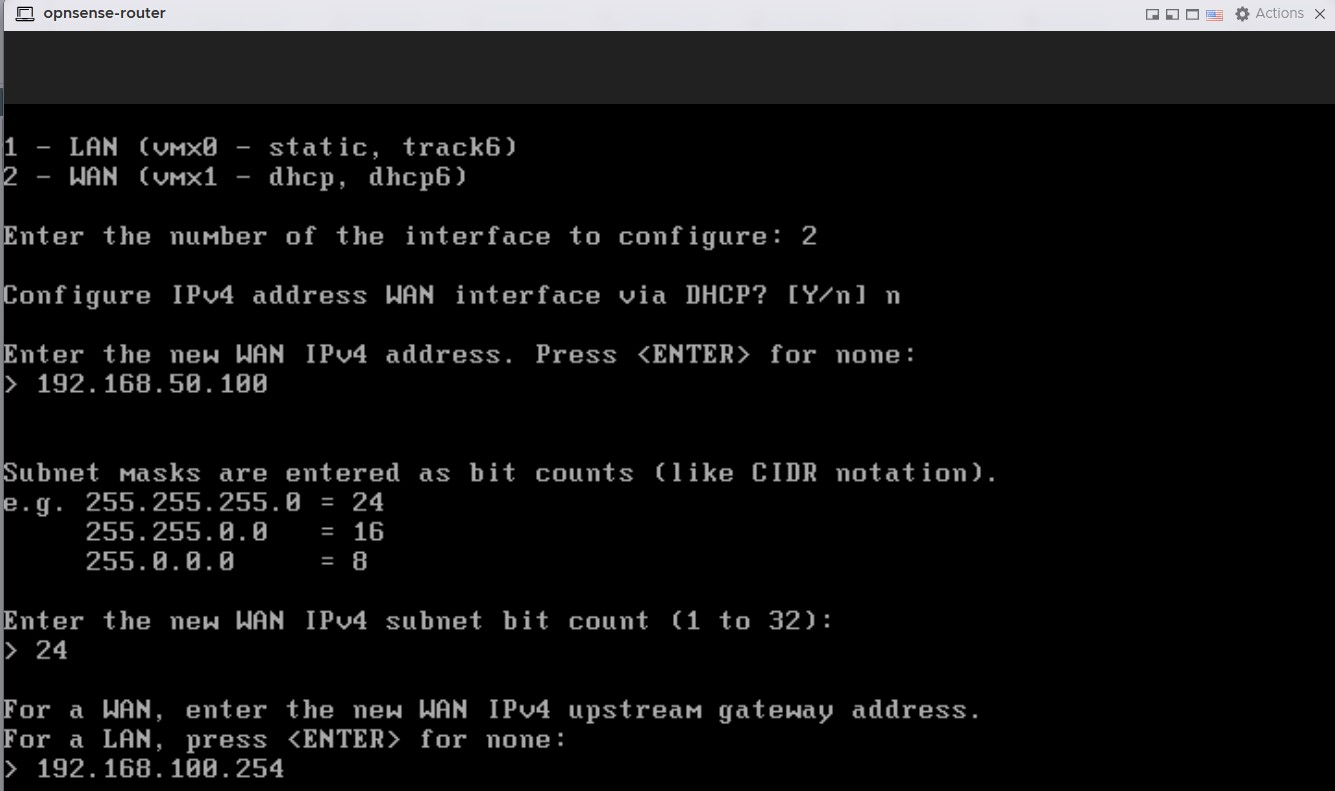 opnsense-router
Actions
1 - LAN (vmx0 - static, track6)
2 - WAN (vmx1 - dhcp, dhcp6)
Enter the number of the interface to configure: 2
Configure IPv4 address WAN interface via DHCP? [Y/n] n
Enter the new WAN IPv4 address. Press <ENTER> for none:
> 192.168.50.100
Subnet masks are entered as bit counts (like CIDR notation).
e.g. 255.255.255.0 = 24
     255.255.0.0   = 16
     255.0.0.0     = 8
Enter the new WAN IPv4 subnet bit count (1 to 32):
> 24
For a WAN, enter the new WAN IPv4 upstream gateway address.
For a LAN, press <ENTER> for none:
> 192.168.100.254